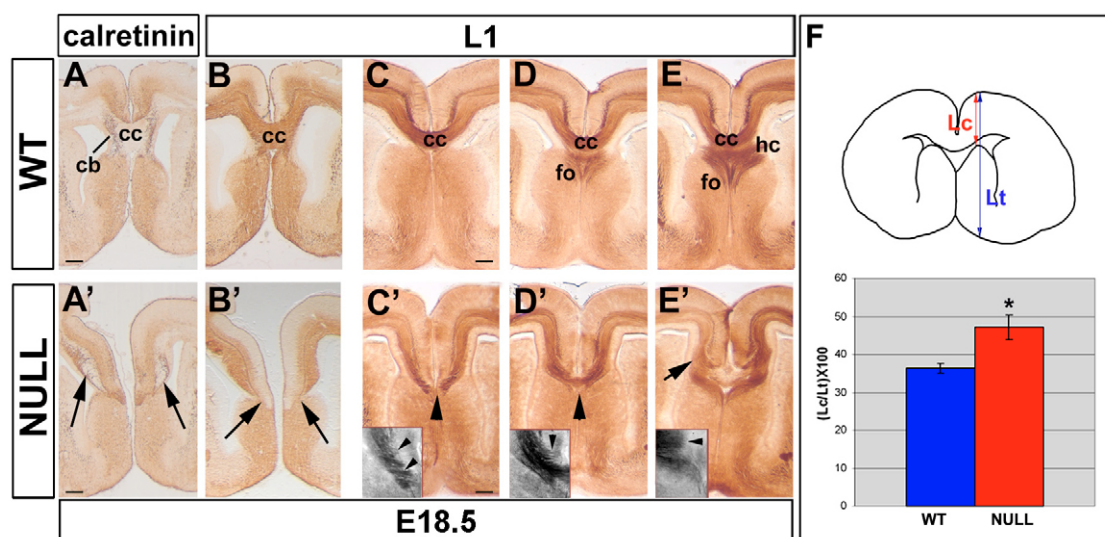 calretinin
L1
F
WT
A
B
C
D
E
cc
cb
cc
cc
cc
fo
cc
hc
fo
Lc
Lt
NULL
A'
B'
C'
D'
E'
E18.5
(Lc/Lt)X100
60
50
40
30
20
10
0
*
WT NULL